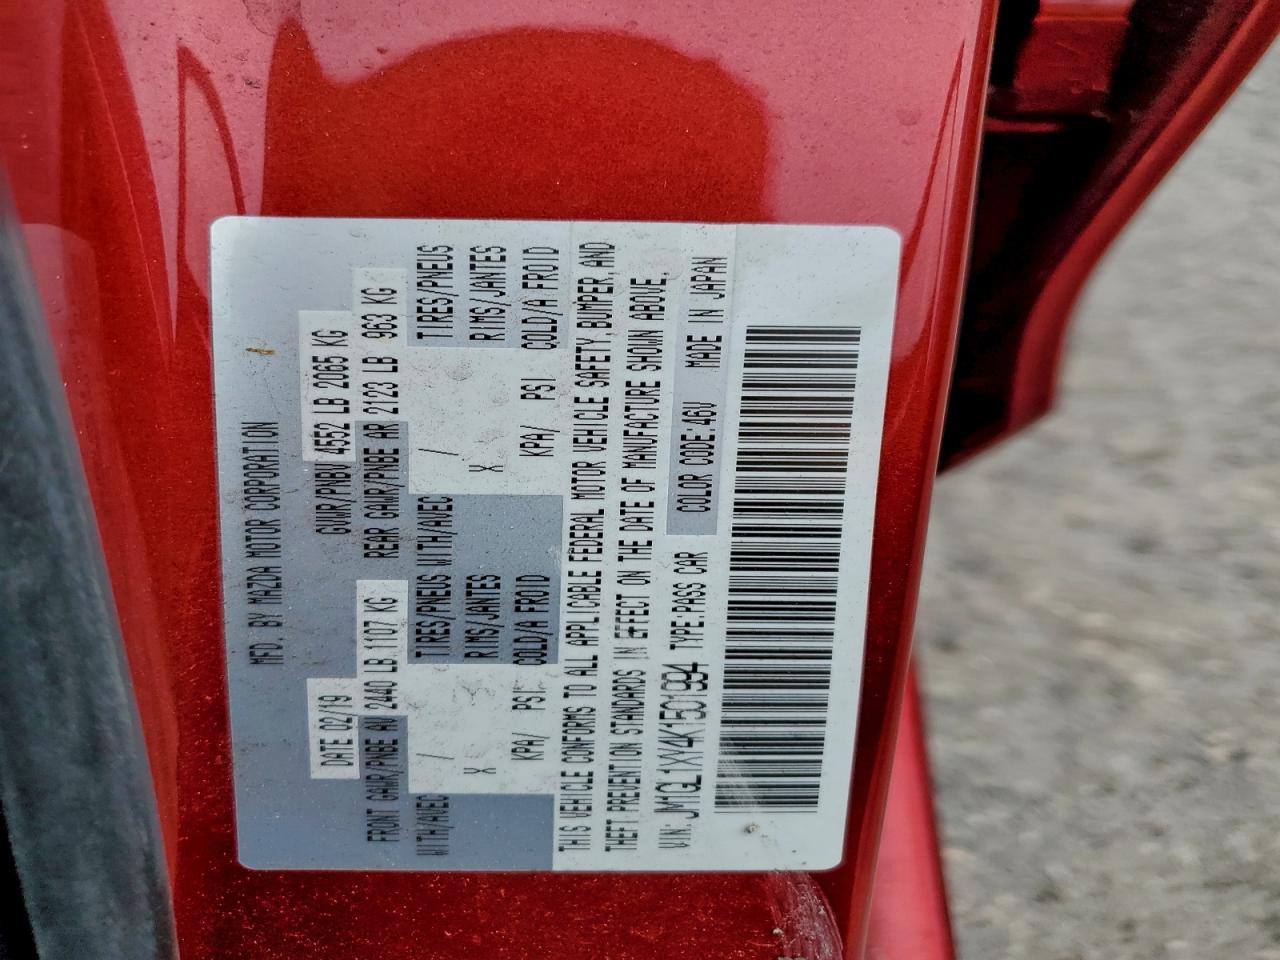 MFD. BY MAZDA MOTOR CORPORATION
DATE 02/19 GVWR/PNBV 4552 LB 2065 KG
FRONT GAWR/PNBE AV 2440 LB 1107 KG REAR GAWR/PNBE AR 2123 LB 963 KG
WITH/AVEC / TIRES/PNEUS WITH/AVEC / TIRES/PNEUS
X RIMS/JANTES X RIMS/JANTES
KPA/ PSI COLD/A FROID KPA/ PSI COLD/A FROID
THIS VEHICLE CONFORMS TO ALL APPLICABLE FEDERAL MOTOR VEHICLE SAFETY, BUMPER, AND
THEFT PREVENTION STANDARDS IN EFFECT ON THE DATE OF MANUFACTURE SHOWN ABOVE.
VIN: JM1GL1XY4K1501994 TYPE:PASS CAR COLOR CODE:46V MADE IN JAPAN